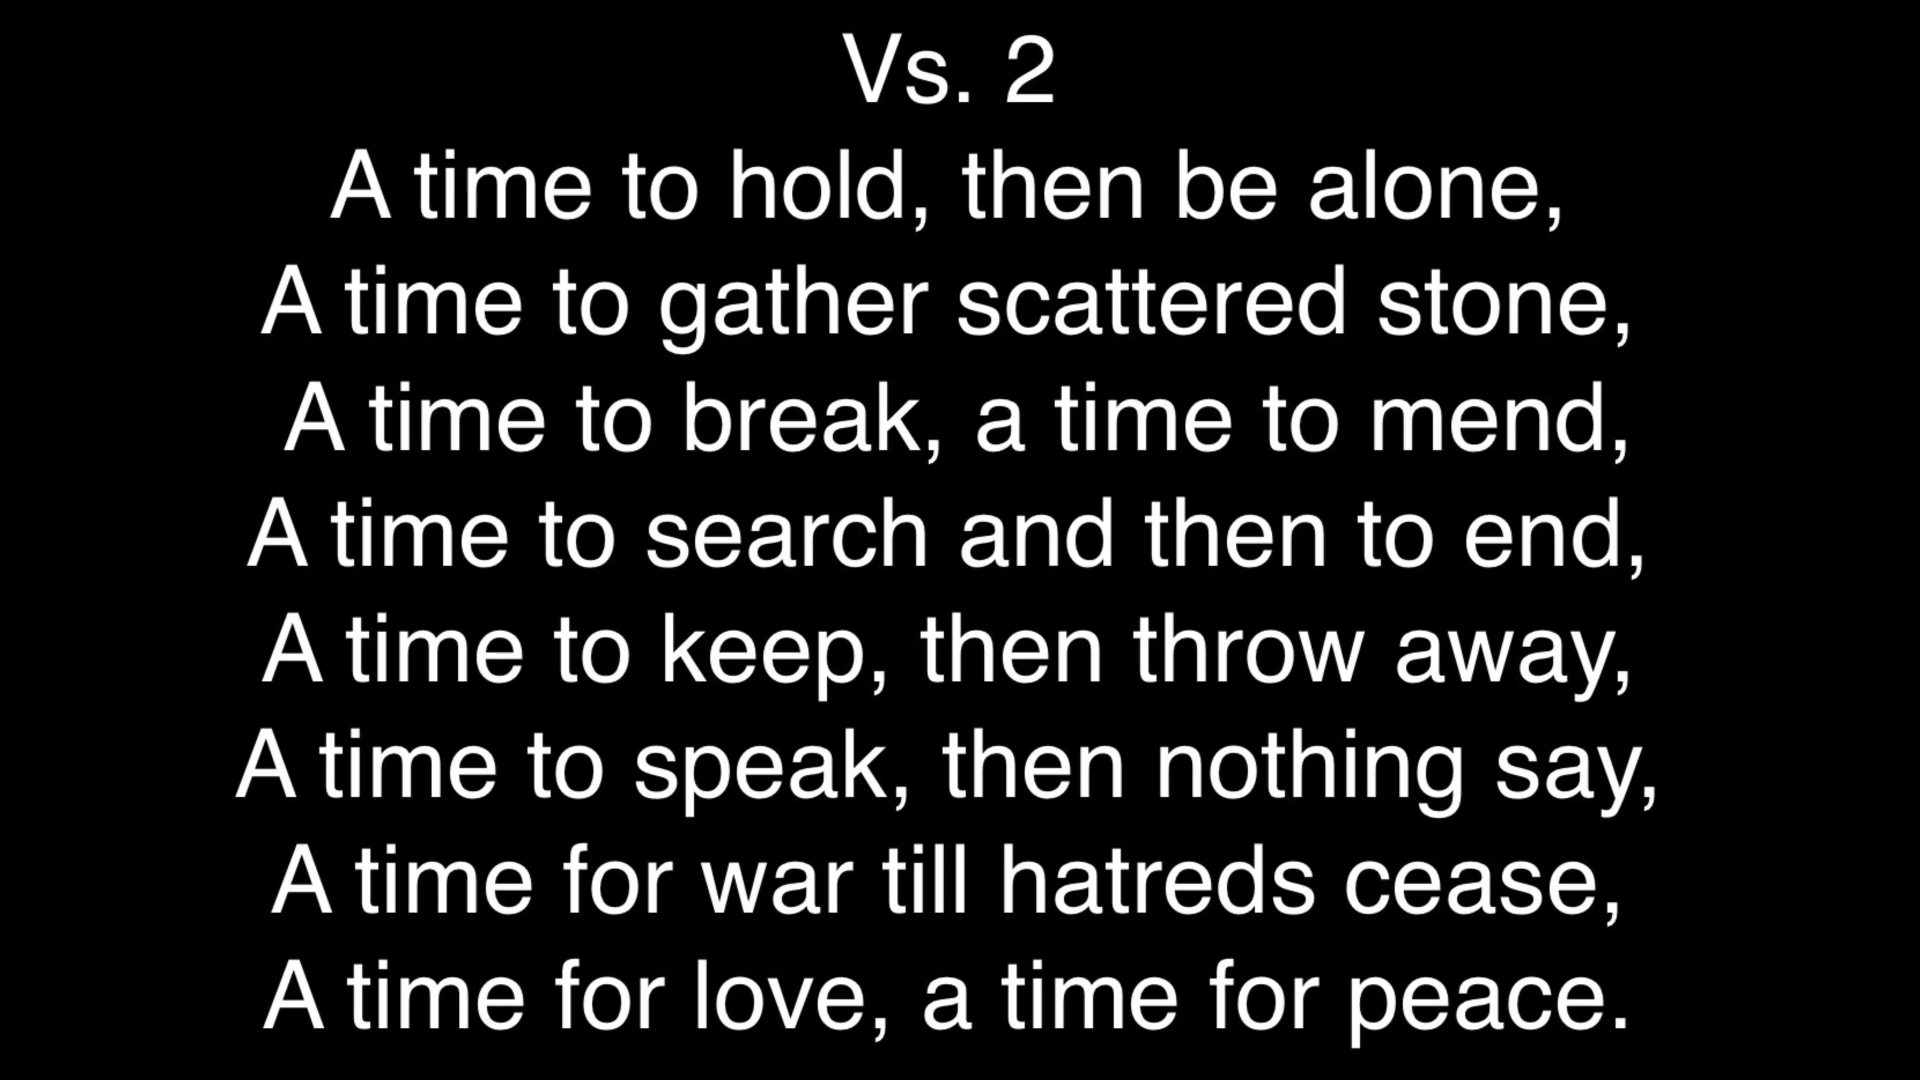 Vs. 2
A time to hold, then be alone,
A time to gather scattered stone,
A time to break, a time to mend,
A time to search and then to end,
A time to keep, then throw away,
A time to speak, then nothing say,
A time for war till hatreds cease,
A time for love, a time for peace.